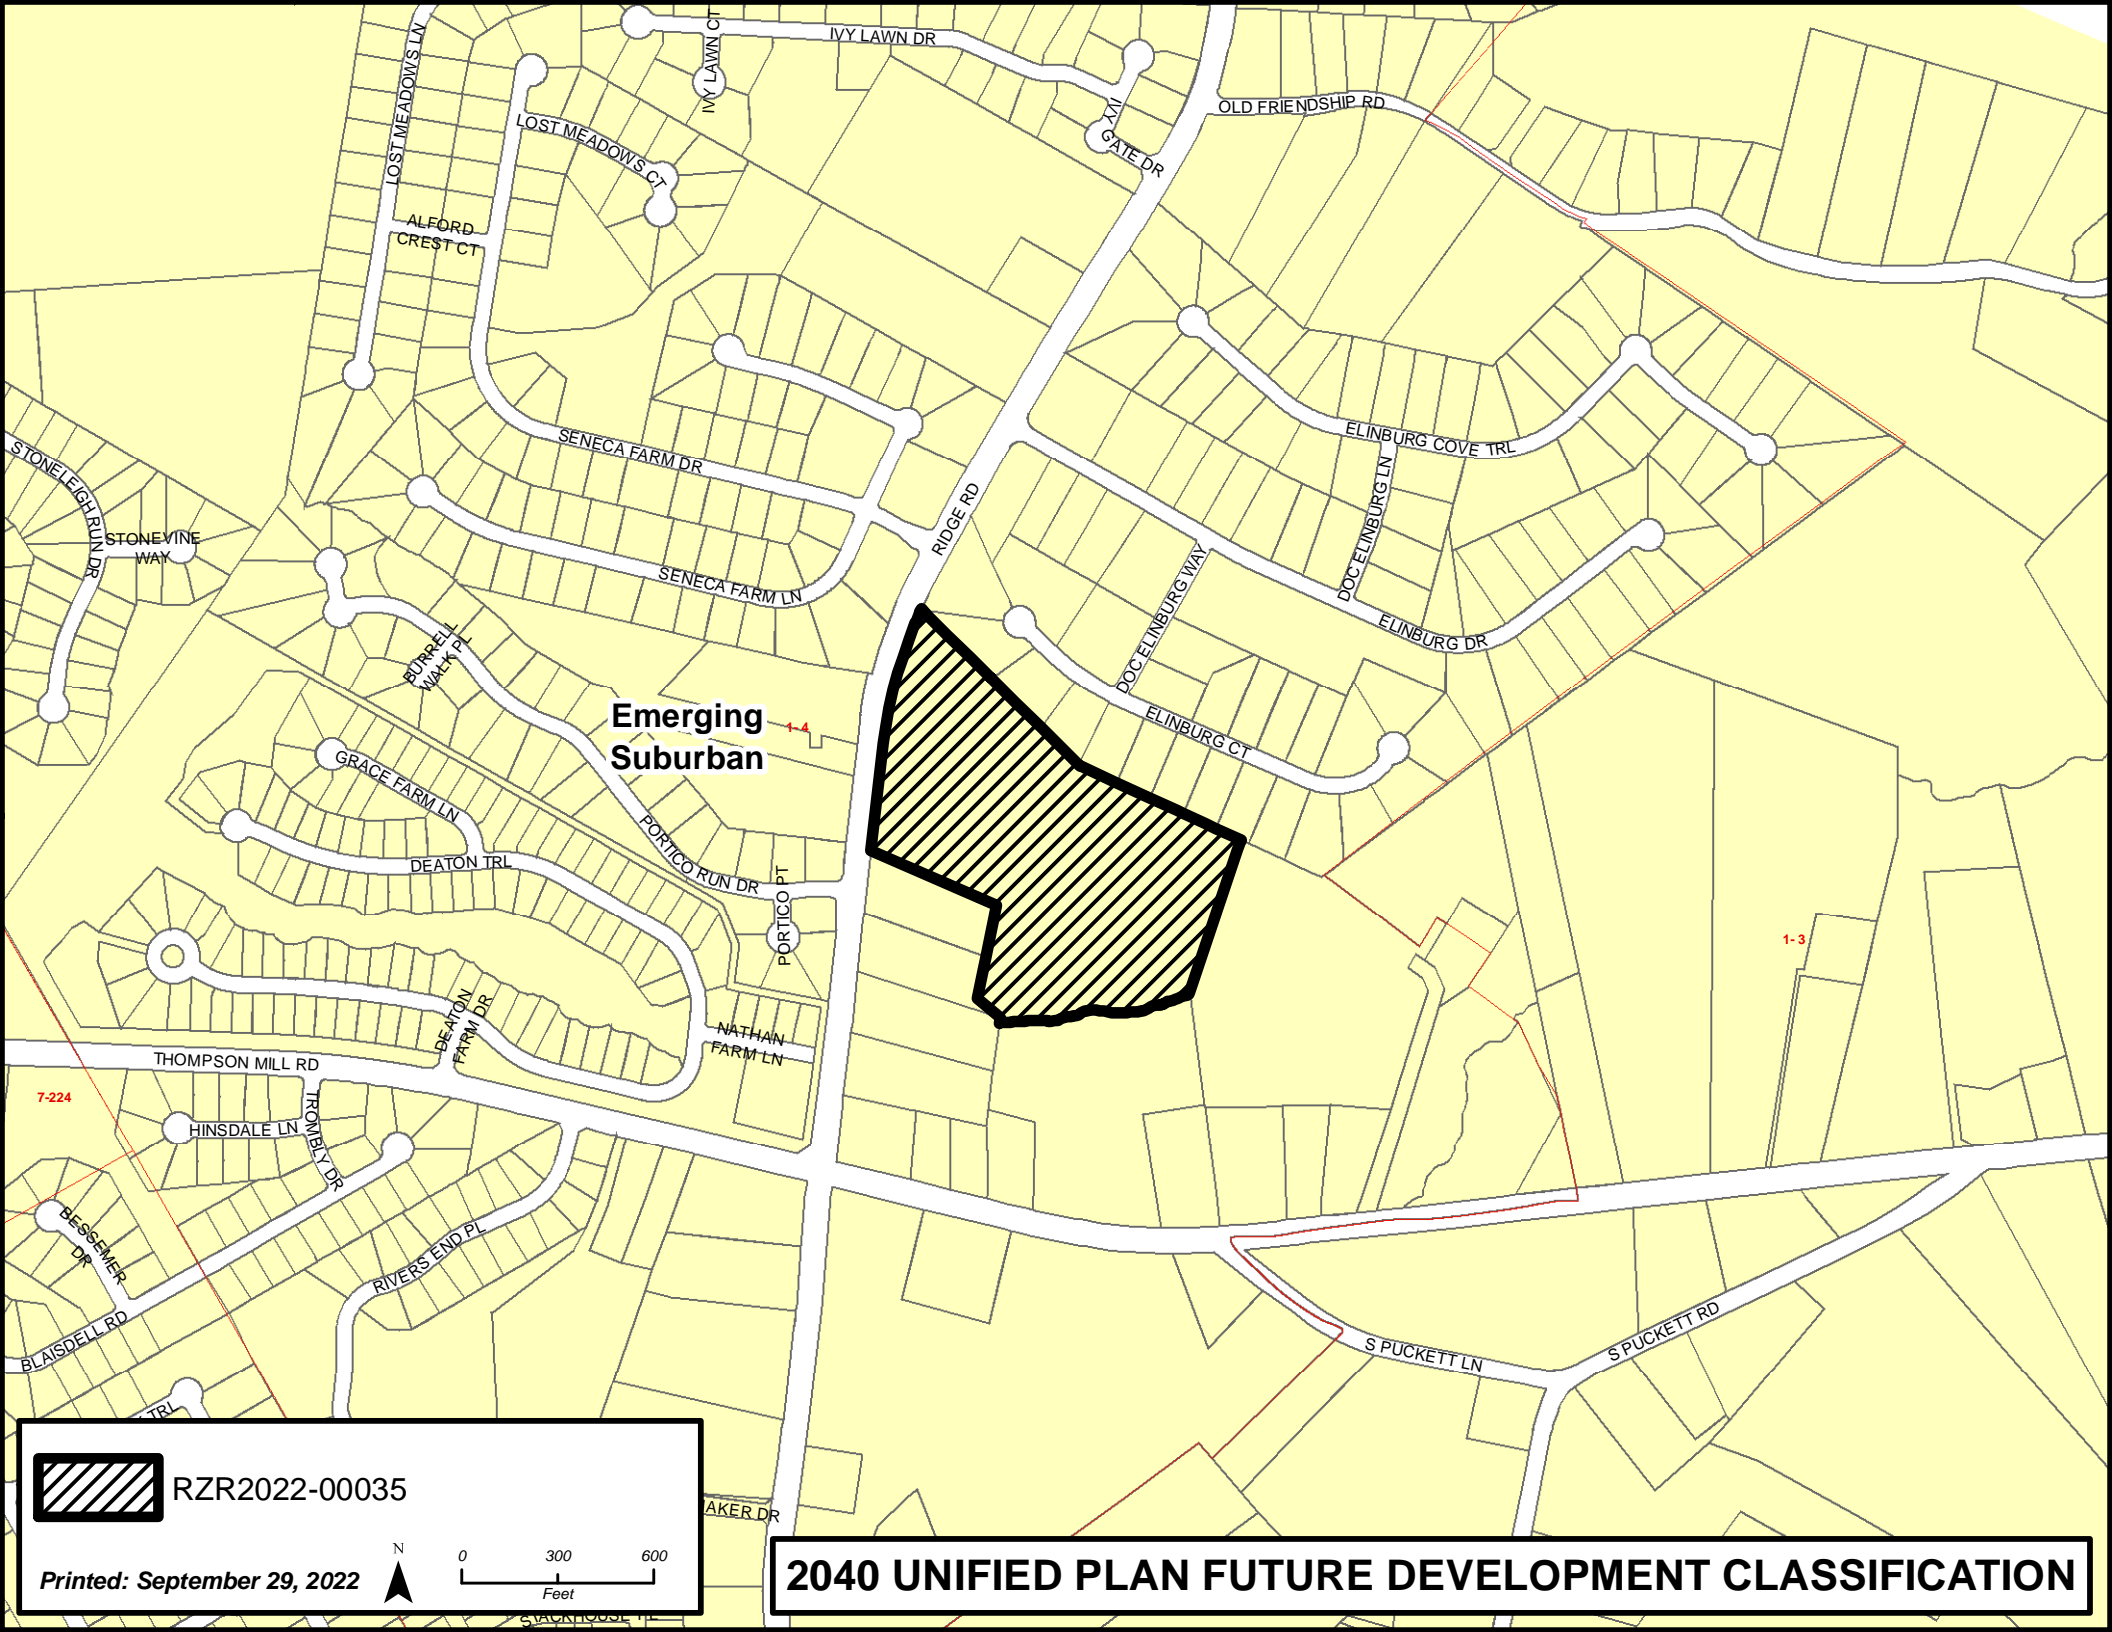 IVY LAWN DR
IVY LAWN CT
LOST MEADOWS LN
OLD FRIENDSHIP RD
LOST MEADOWS CT
IVY
GATE DR
ALFORD
CREST CT
SENECA FARM DR
ELINBURG COVE TRL
STONELEIGH RUN DR
DOC ELINBURG LN
RIDGE RD
STONEVINE
WAY
SENECA FARM LN
DOC ELINBURG WAY
ELINBURG DR
BURRELL
WALK PL
Emerging
Suburban
1- 4
ELINBURG CT
GRACE FARM LN
PORTICO RUN DR
DEATON TRL
PORTICO PT
1- 3
DEATON
FARM DR
NATHAN
FARM LN
THOMPSON MILL RD
7-224
HINSDALE LN
TROMBLY DR
BESSEMER
DR
RIVERS END PL
BLAISDELL RD
S PUCKETT LN
S PUCKETT RD
TRL
RZR2022-00035
Printed: September 29, 2022
N
0 300 600
Feet
AKER DR
STACKHOUSE PL
2040 UNIFIED PLAN FUTURE DEVELOPMENT CLASSIFICATION